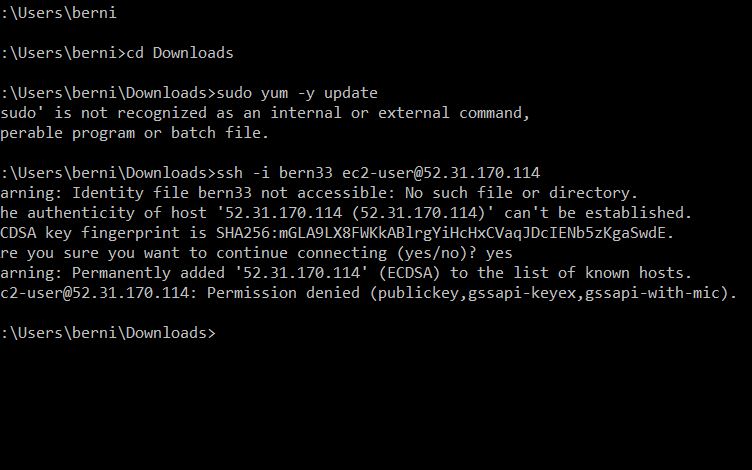 :\Users\berni
:\Users\berni>cd Downloads
:\Users\berni\Downloads>sudo yum -y update
sudo' is not recognized as an internal or external command,
perable program or batch file.
:\Users\berni\Downloads>ssh -i bern33 ec2-user@52.31.170.114
arning: Identity file bern33 not accessible: No such file or directory.
he authenticity of host '52.31.170.114 (52.31.170.114)' can't be established.
CDSA key fingerprint is SHA256:mGLA9LX8FWKkABlrgYiHcHxCVaqJDcIENb5zKgaSwdE.
re you sure you want to continue connecting (yes/no)? yes
arning: Permanently added '52.31.170.114' (ECDSA) to the list of known hosts.
c2-user@52.31.170.114: Permission denied (publickey,gssapi-keyex,gssapi-with-mic).
:\Users\berni\Downloads>